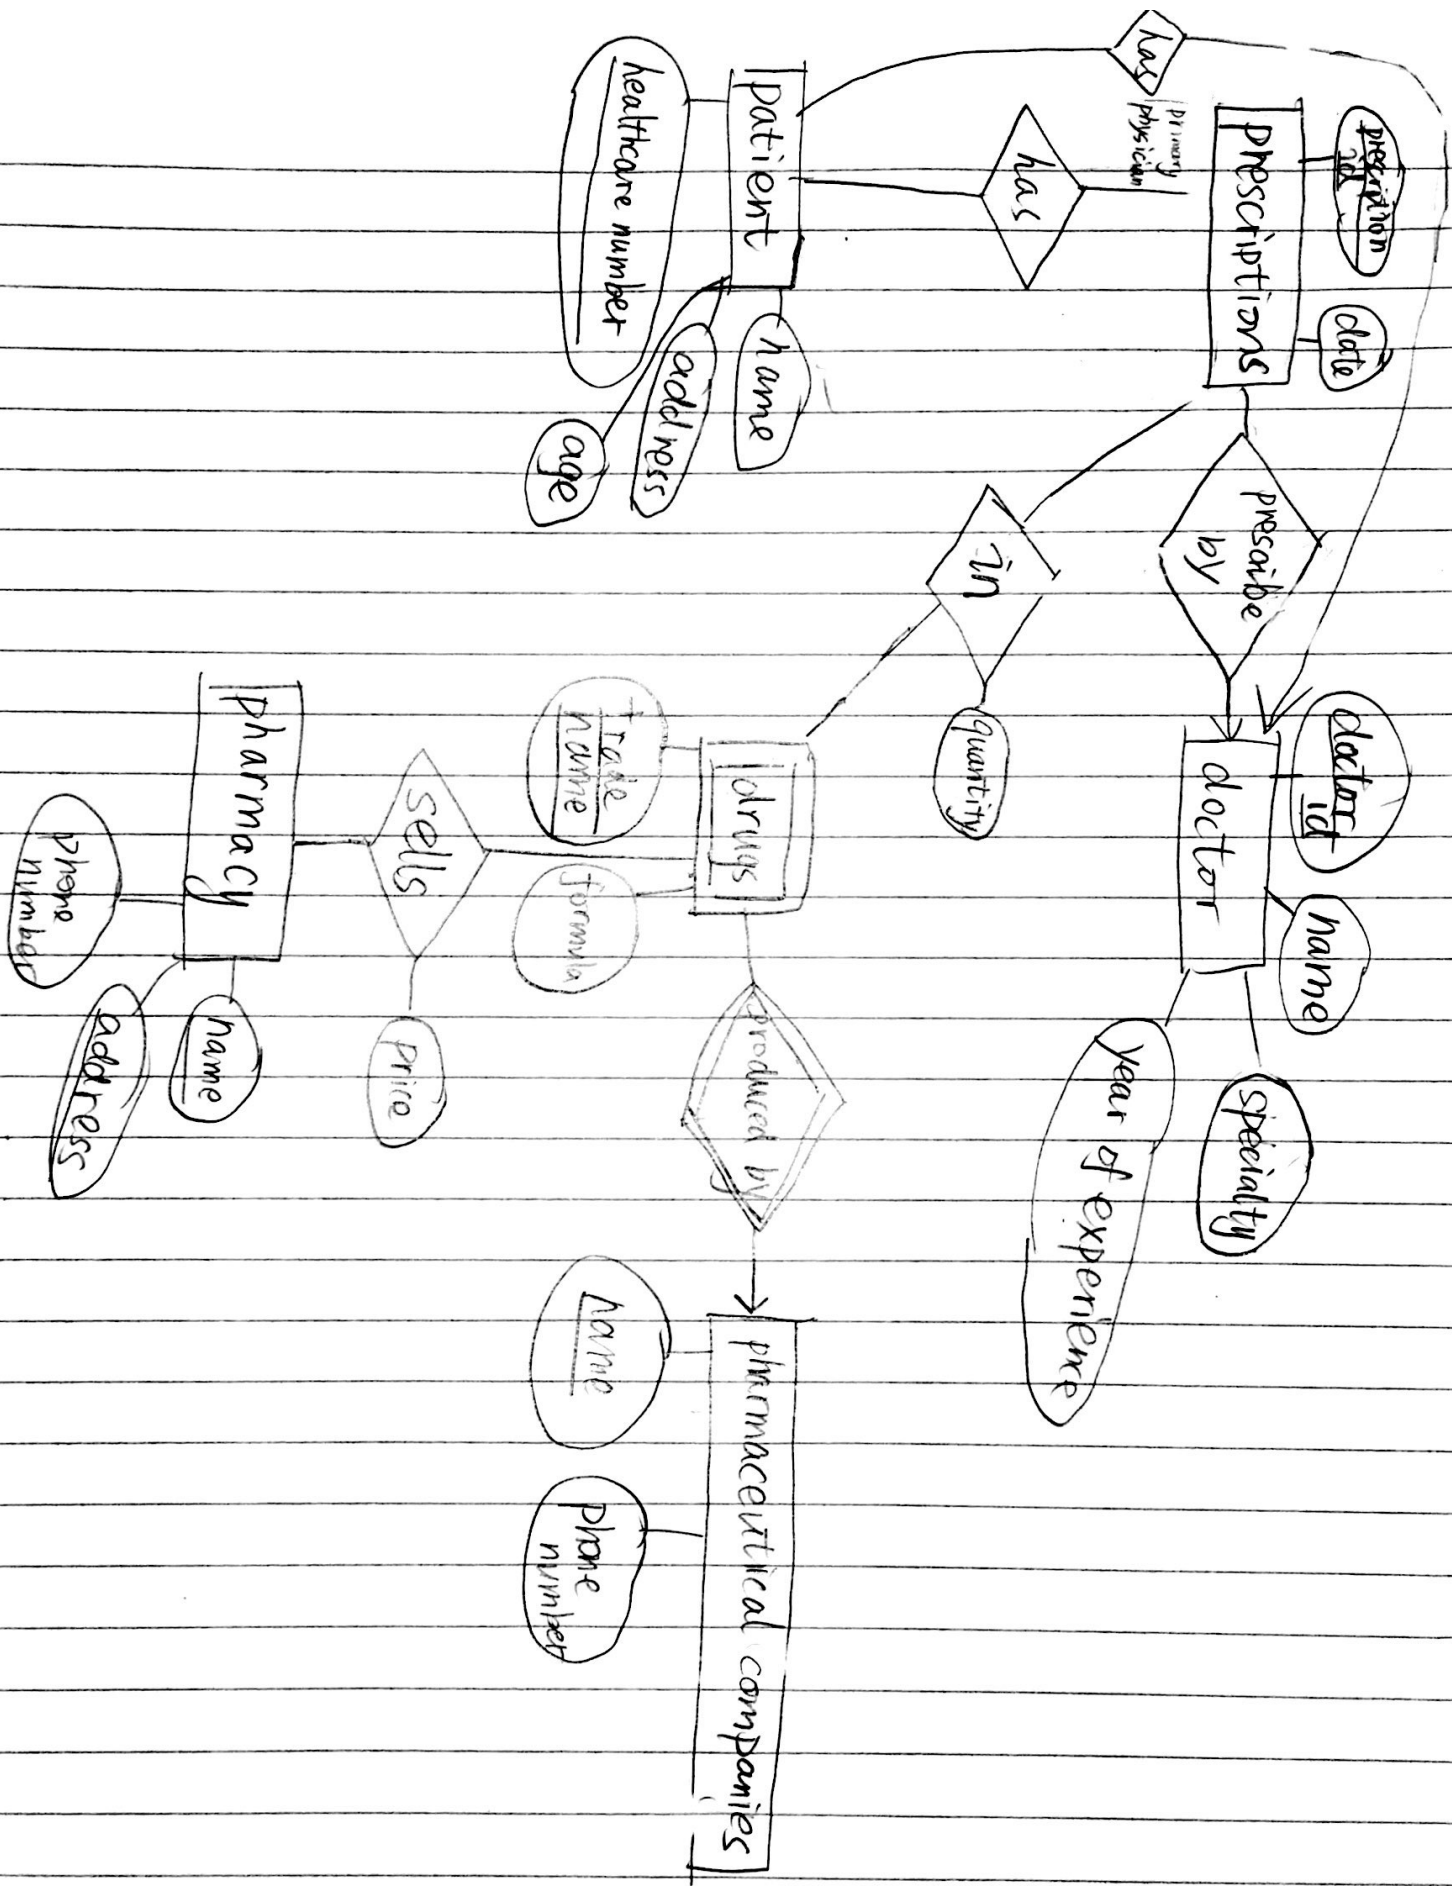 has
primary
physician
prescription
id
date
prescriptions
has
patient
healthcare number
name
address
age
prescribe
by
doctor
id
doctor
name
speciality
year of experience
in
quantity
drugs
trade
name
formula
produced by
pharmaceutical companies
name
phone
number
sells
price
pharmacy
phone
number
name
address